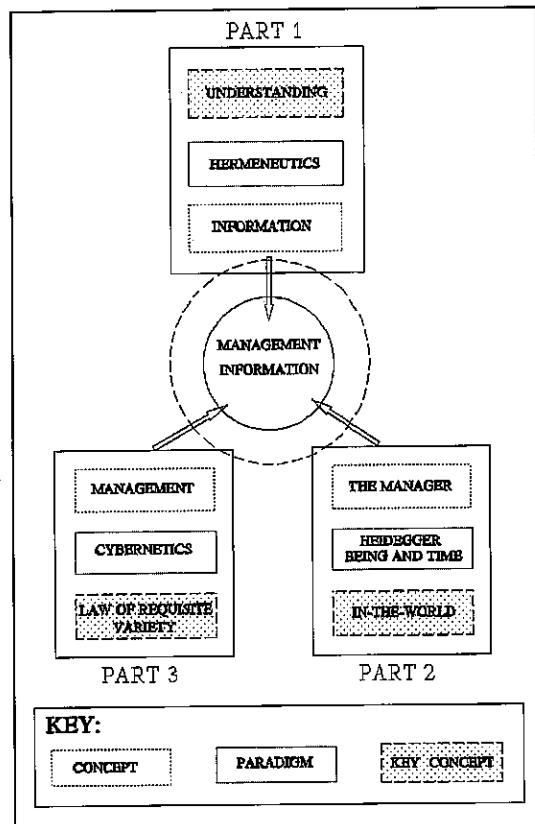 PART 1
UNDERSTANDING
HERMENEUTICS
INFORMATION
MANAGEMENT
INFORMATION
MANAGEMENT
CYBERNETICS
LAW OF REQUISITE
VARIETY
PART 3
THE MANAGER
HEIDEGGER
BEING AND TIME
IN-THE-WORLD
PART 2
KEY:
CONCEPT
PARADIGM
KEY CONCEPT